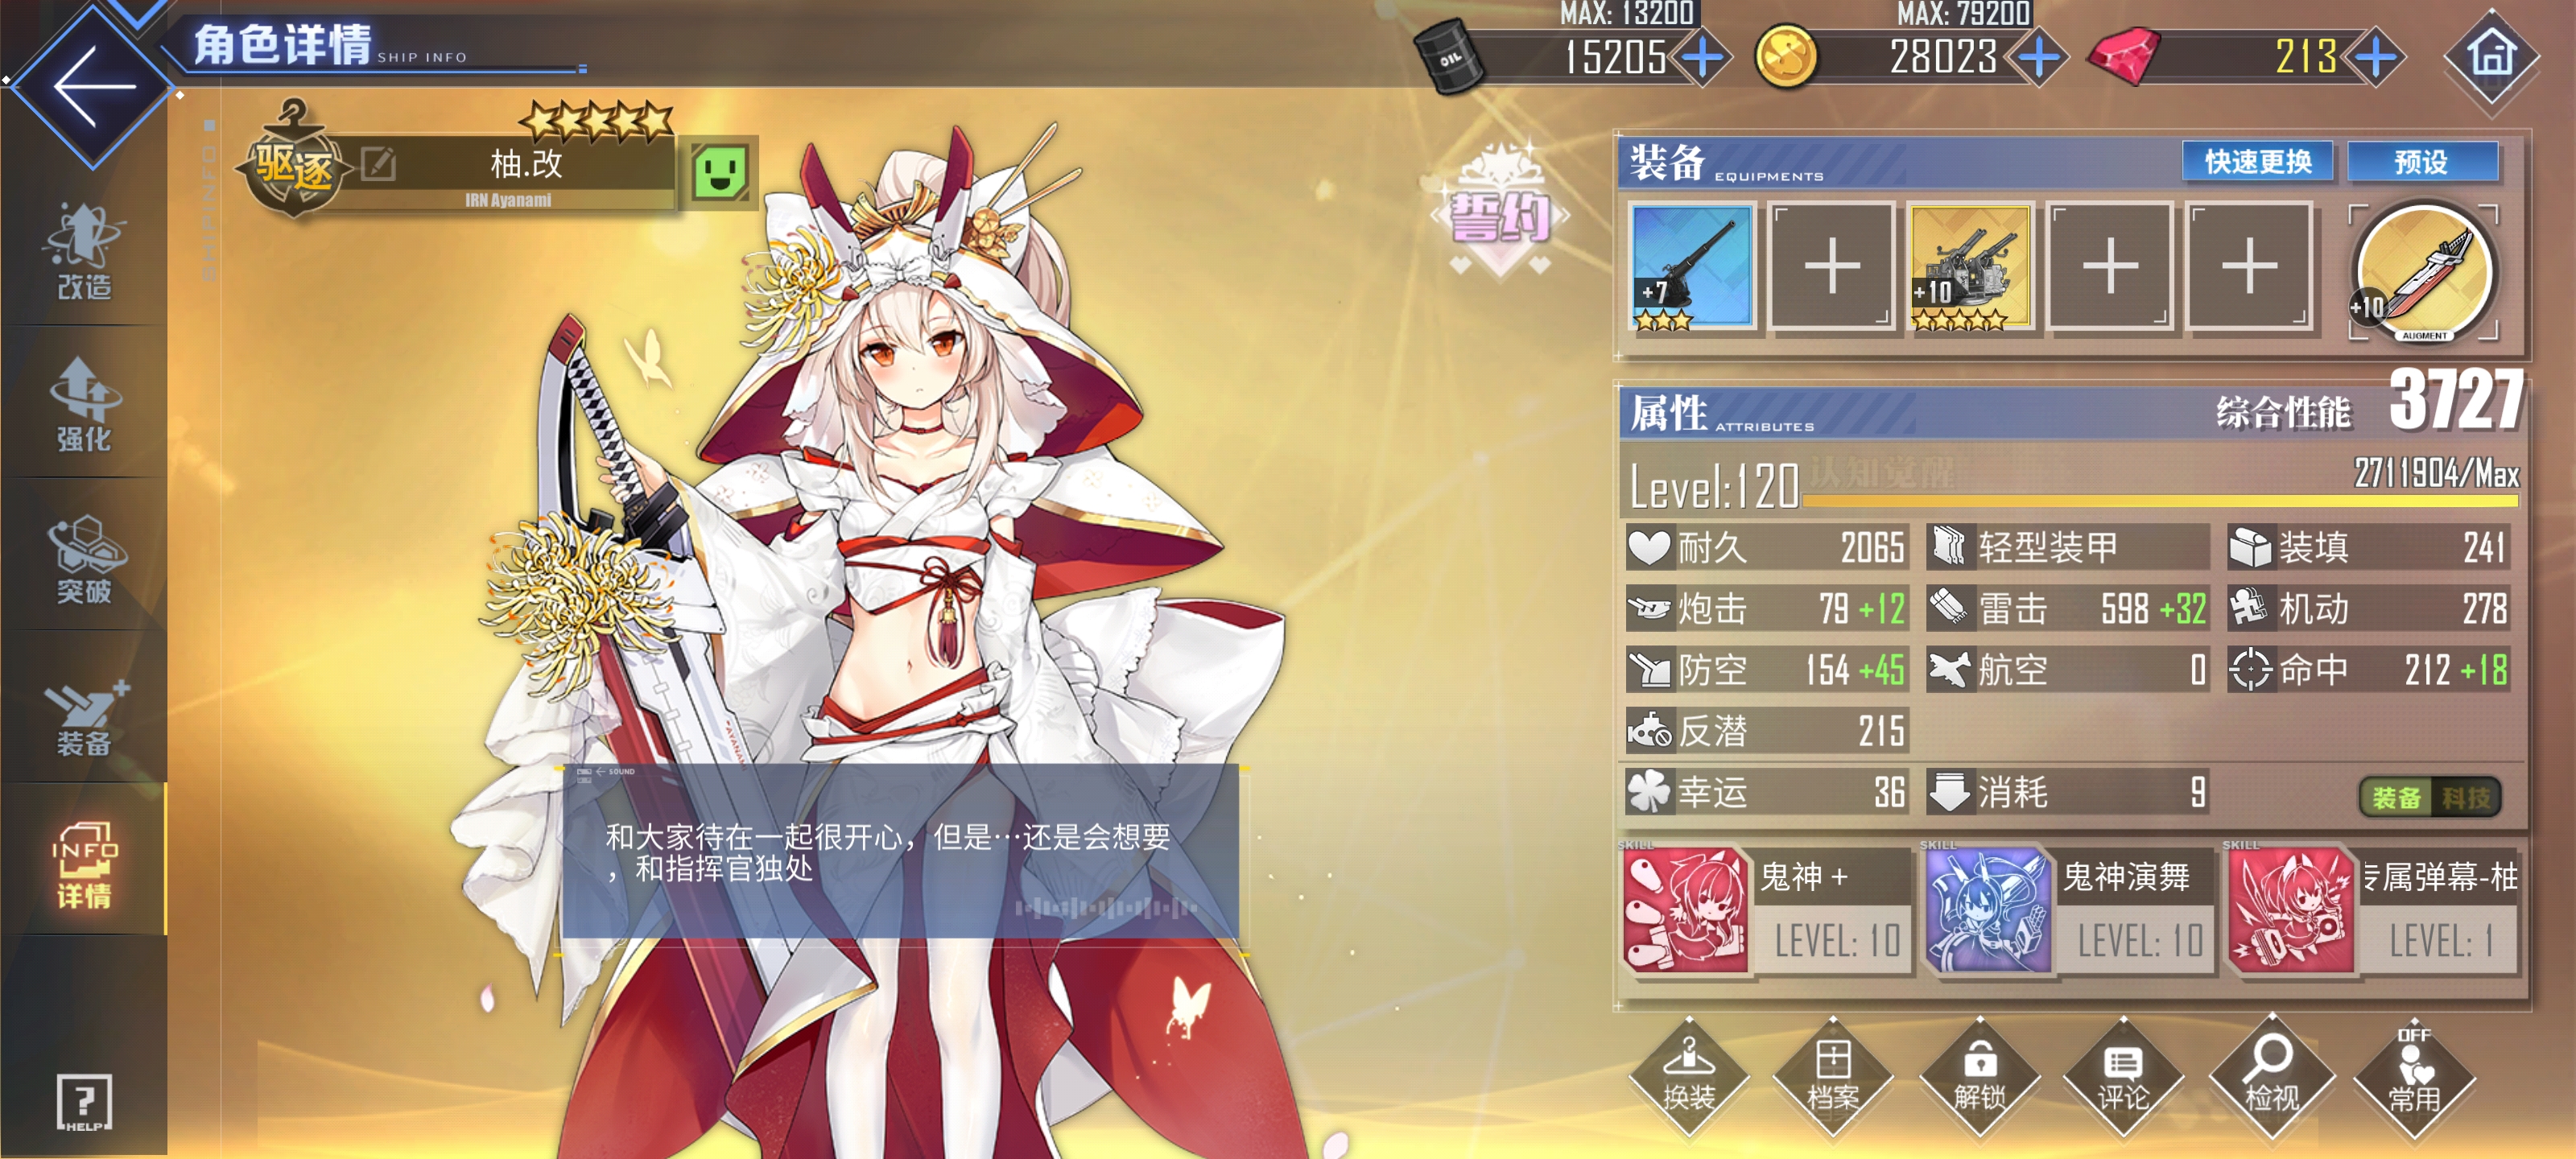 角色详情 SHIP INFO
MAX: 13200
15205
MAX: 79200
28023
213
OIL
改造
强化
突破
装备
INFO
详情
HELP
驱逐
柚.改
IRN Ayanami
誓约
SOUND
和大家待在一起很开心，但是…还是会想要
，和指挥官独处
装备 EQUIPMENTS
快速更换
预设
+7
+10
+10
AUGMENT
属性 ATTRIBUTES
综合性能 3727
Level:120
认知觉醒
2711904/Max
耐久 2065 轻型装甲 装填 241
炮击 79 +12 雷击 598 +32 机动 278
防空 154 +45 航空 0 命中 212 +18
反潜 215
幸运 36 消耗 9
装备 科技
SKILL
鬼神 +
LEVEL: 10
SKILL
鬼神演舞
LEVEL: 10
SKILL
专属弹幕-柚
LEVEL: 1
换装
档案
解锁
评论
检视
OFF
常用